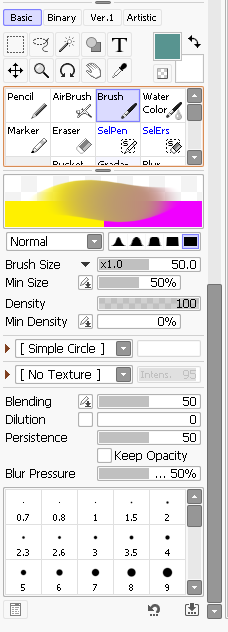 Basic Binary Ver.1 Artistic
T
Pencil AirBrush Brush Water Color
Marker Eraser SelPen SelErs
Bucket Grada- Blur
Normal
Brush Size x1.0 50.0
Min Size 50%
Density 100
Min Density 0%
[ Simple Circle ]
[ No Texture ] Intens. 95
Blending 50
Dilution 0
Persistence 50
Keep Opacity
Blur Pressure ... 50%
0.7 0.8 1 1.5 2
2.3 2.6 3 3.5 4
5 6 7 8 9